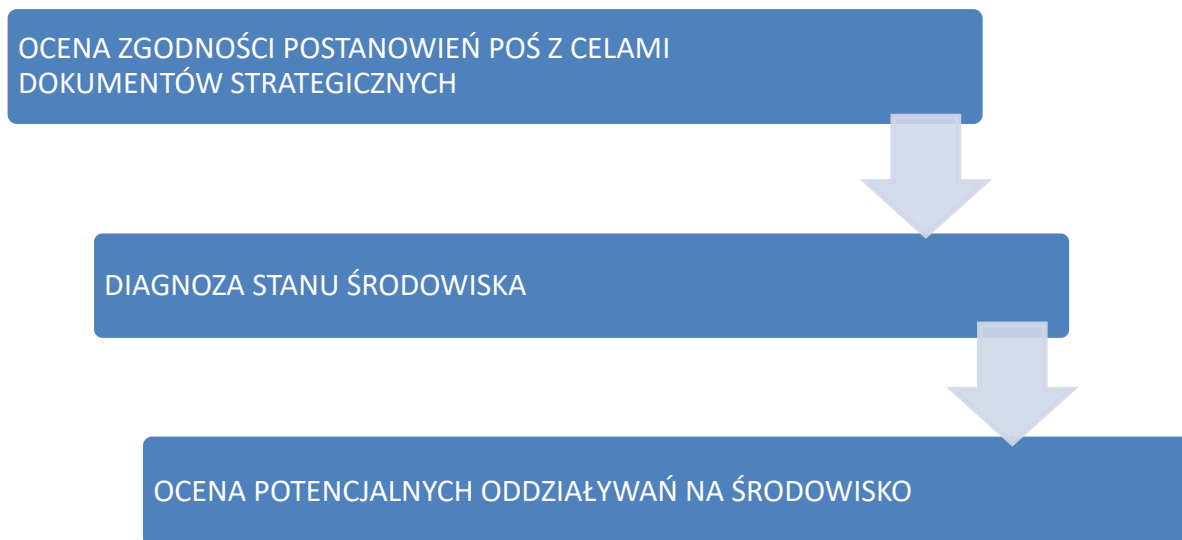 OCENA ZGODNOŚCI POSTANOWIEŃ POŚ Z CELAMI
DOKUMENTÓW STRATEGICZNYCH
DIAGNOZA STANU ŚRODOWISKA
OCENA POTENCJALNYCH ODDZIAŁYWAŃ NA ŚRODOWISKO